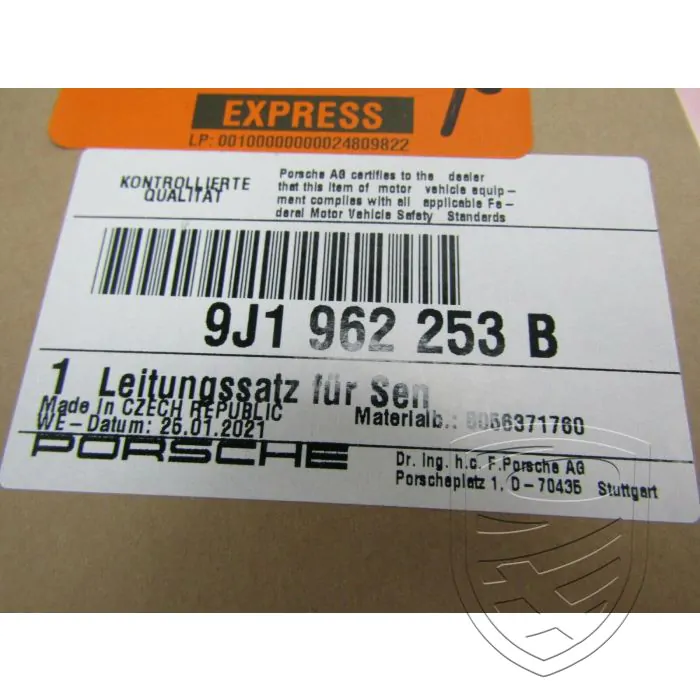 EXPRESS
LP: 00100000000024809822
KONTROLLIERTE
QUALITÄT
Porsche AG certifies to the dealer
that this item of motor vehicle equip-
ment complies with all applicable Fe-
deral Motor Vehicle Safety Standards
9J1 962 253 B
1 Leitungssatz für Sen
Made in CZECH REPUBLIC
Materialb.: 8056371760
WE-Datum: 25.01.2021
PORSCHE
Dr. Ing. h.c. F.Porsche AG
Porscheplatz 1, D-70435 Stuttgart